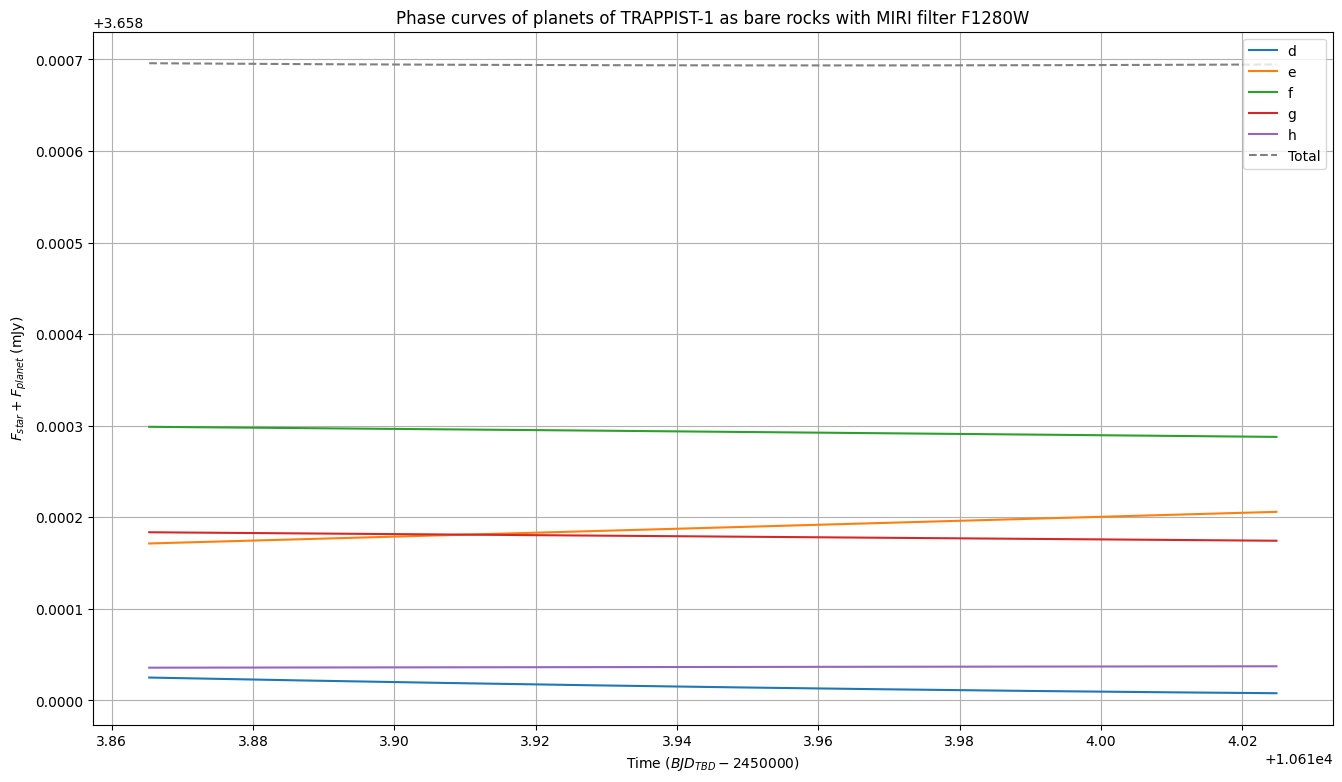 Phase curves of planets of TRAPPIST-1 as bare rocks with MIRI filter F1280W
+3.658
0.0007
0.0006
0.0005
0.0004
0.0003
0.0002
0.0001
0.0000
F_star + F_planet (mJy)
d
e
f
g
h
Total
3.86
3.88
3.90
3.92
3.94
3.96
3.98
4.00
4.02
+1.061e4
Time (BJD_TBD − 2450000)